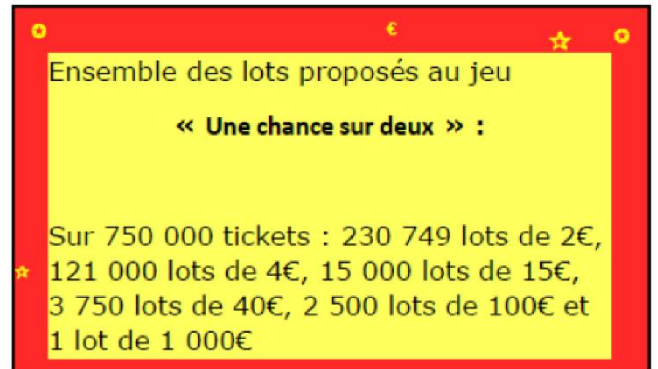 €
Ensemble des lots proposés au jeu
« Une chance sur deux » :
Sur 750 000 tickets : 230 749 lots de 2€,
121 000 lots de 4€, 15 000 lots de 15€,
3 750 lots de 40€, 2 500 lots de 100€ et
1 lot de 1 000€